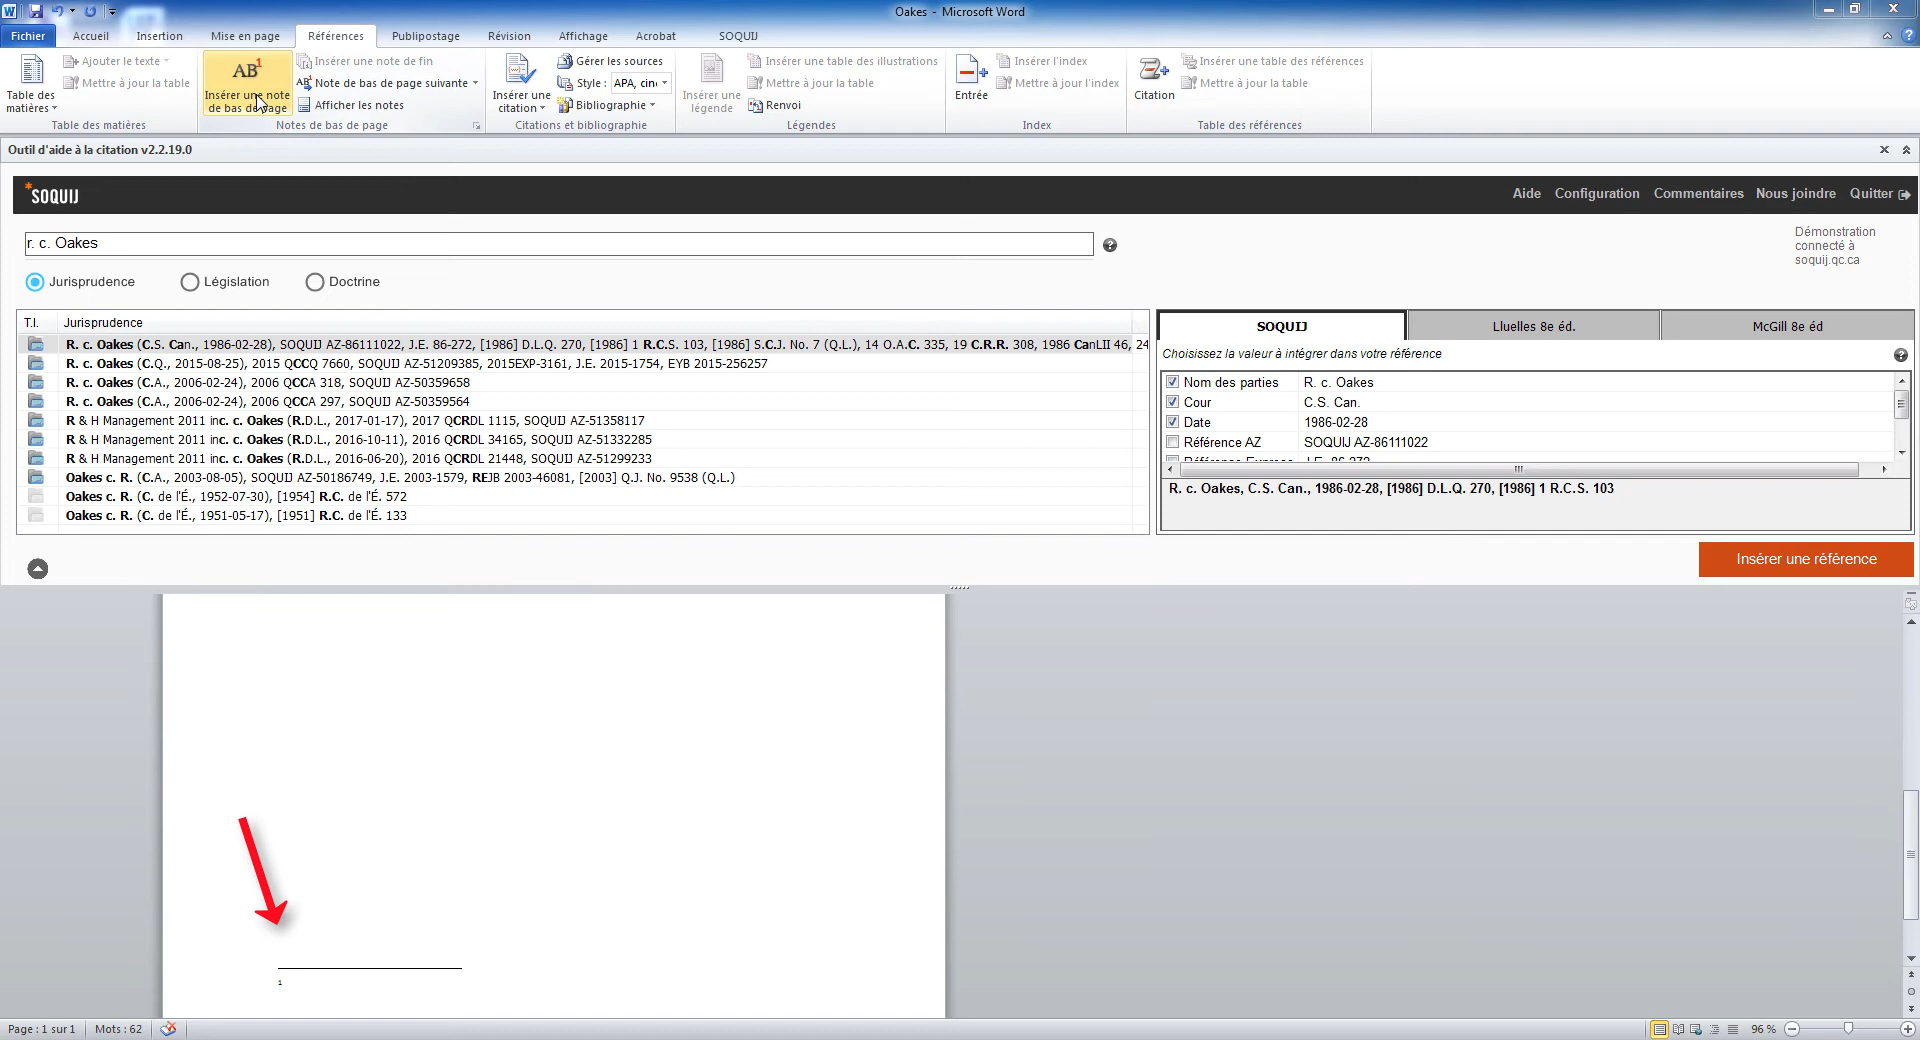 Oakes - Microsoft Word
Fichier Accueil Insertion Mise en page Références Publipostage Révision Affichage Acrobat SOQUIJ
Table des matières
Ajouter le texte
Mettre à jour la table
Table des matières
AB1
Insérer une note de bas de page
Insérer une note de fin
AB1 Note de bas de page suivante
Afficher les notes
Notes de bas de page
Insérer une citation
Gérer les sources
Style : APA, cin
Bibliographie
Citations et bibliographie
Insérer une légende
Insérer une table des illustrations
Mettre à jour la table
Renvoi
Légendes
Entrée
Insérer l'index
Mettre à jour l'index
Index
Citation
Insérer une table des références
Mettre à jour la table
Table des références
Outil d'aide à la citation v2.2.19.0
*SOQUIJ
Aide Configuration Commentaires Nous joindre Quitter
r. c. Oakes
Démonstration
connecté à
soquij.qc.ca
Jurisprudence Législation Doctrine
T.I. Jurisprudence
R. c. Oakes (C.S. Can., 1986-02-28), SOQUIJ AZ-86111022, J.E. 86-272, [1986] D.L.Q. 270, [1986] 1 R.C.S. 103, [1986] S.C.J. No. 7 (Q.L.), 14 O.A.C. 335, 19 C.R.R. 308, 1986 CanLII 46, 24
R. c. Oakes (C.Q., 2015-08-25), 2015 QCCQ 7660, SOQUIJ AZ-51209385, 2015EXP-3161, J.E. 2015-1754, EYB 2015-256257
R. c. Oakes (C.A., 2006-02-24), 2006 QCCA 318, SOQUIJ AZ-50359658
R. c. Oakes (C.A., 2006-02-24), 2006 QCCA 297, SOQUIJ AZ-50359564
R & H Management 2011 inc. c. Oakes (R.D.L., 2017-01-17), 2017 QCRDL 1115, SOQUIJ AZ-51358117
R & H Management 2011 inc. c. Oakes (R.D.L., 2016-10-11), 2016 QCRDL 34165, SOQUIJ AZ-51332285
R & H Management 2011 inc. c. Oakes (R.D.L., 2016-06-20), 2016 QCRDL 21448, SOQUIJ AZ-51299233
Oakes c. R. (C.A., 2003-08-05), SOQUIJ AZ-50186749, J.E. 2003-1579, REJB 2003-46081, [2003] Q.J. No. 9538 (Q.L.)
Oakes c. R. (C. de l'É., 1952-07-30), [1954] R.C. de l'É. 572
Oakes c. R. (C. de l'É., 1951-05-17), [1951] R.C. de l'É. 133
SOQUIJ Lluelles 8e éd. McGill 8e éd
Choisissez la valeur à intégrer dans votre référence
Nom des parties R. c. Oakes
Cour C.S. Can.
Date 1986-02-28
Référence AZ SOQUIJ AZ-86111022
Référence Express J.E. 86-272
R. c. Oakes, C.S. Can., 1986-02-28, [1986] D.L.Q. 270, [1986] 1 R.C.S. 103
Insérer une référence
1
Page : 1 sur 1 Mots : 62
96 %